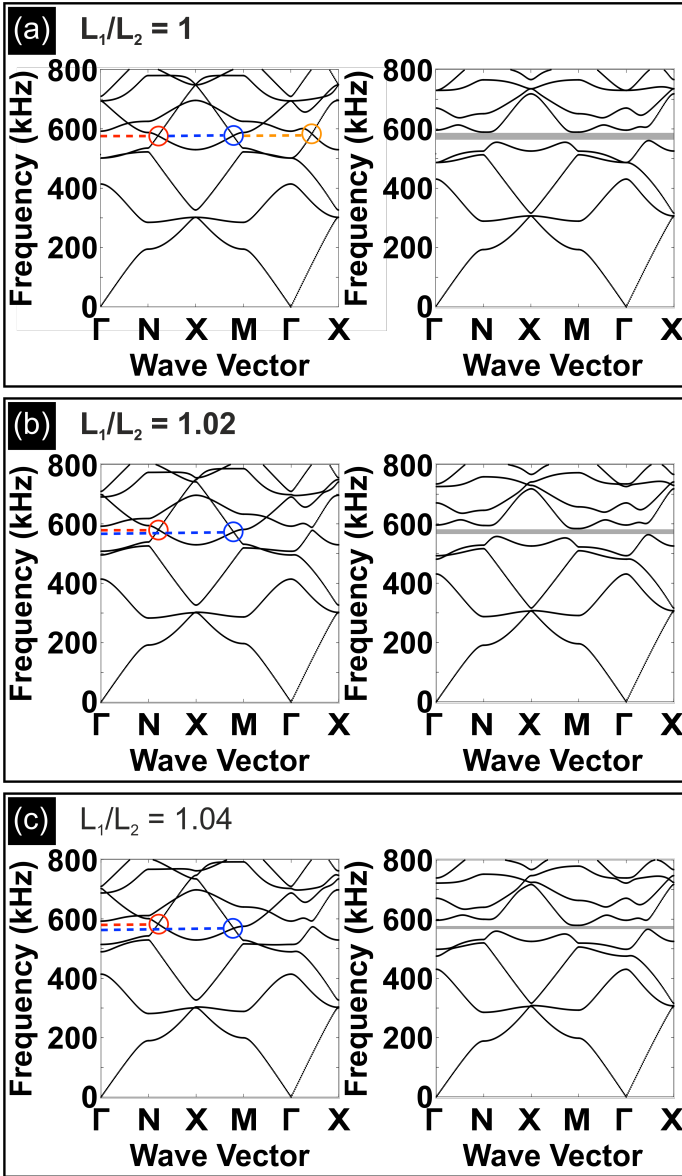 (a) L₁/L₂ = 1
Frequency (kHz)
800
600
400
200
0
Γ N X M Γ X
Wave Vector
Frequency (kHz)
800
600
400
200
0
Γ N X M Γ X
Wave Vector
(b) L₁/L₂ = 1.02
Frequency (kHz)
800
600
400
200
0
Γ N X M Γ X
Wave Vector
Frequency (kHz)
800
600
400
200
0
Γ N X M Γ X
Wave Vector
(c) L₁/L₂ = 1.04
Frequency (kHz)
800
600
400
200
0
Γ N X M Γ X
Wave Vector
Frequency (kHz)
800
600
400
200
0
Γ N X M Γ X
Wave Vector